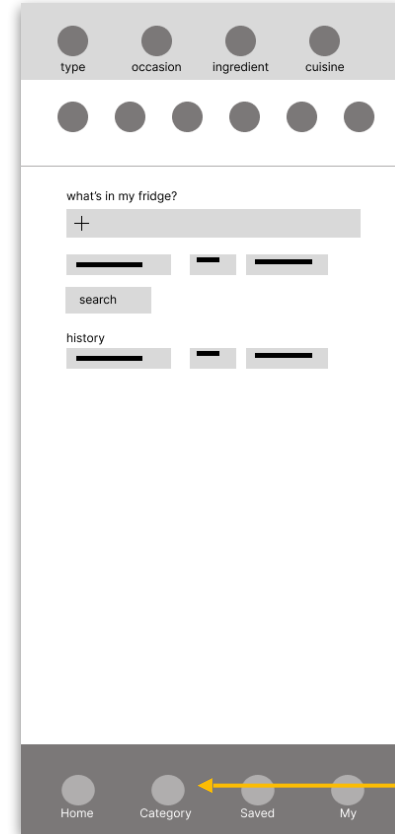 type occasion ingredient cuisine
what's in my fridge?
search
history
Home Category Saved My